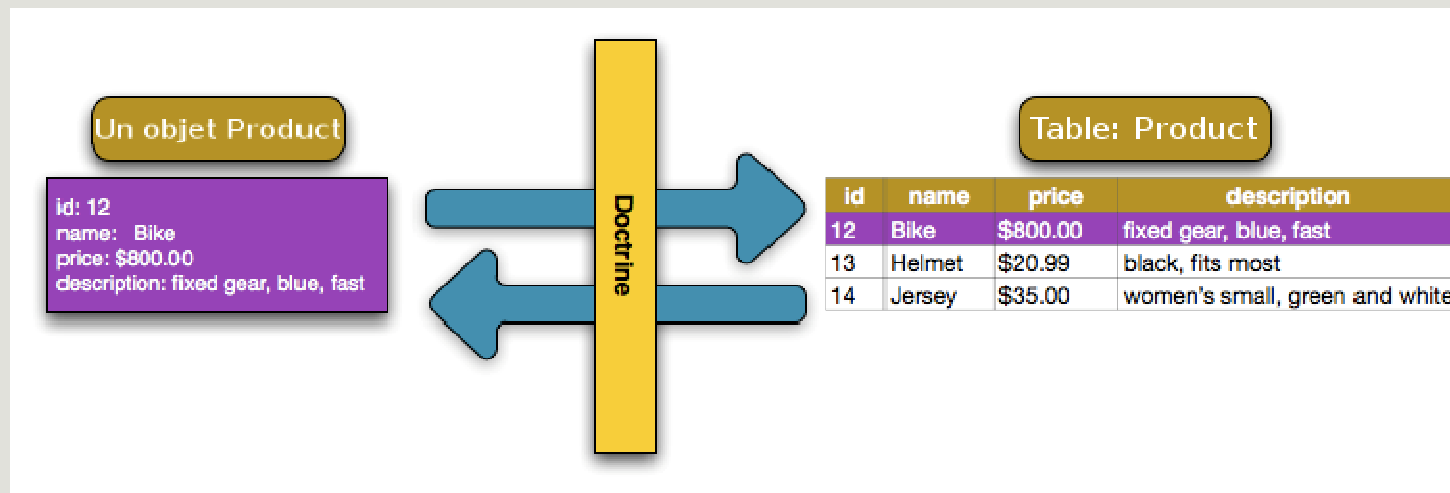 Un objet Product
id: 12
name: Bike
price: $800.00
description: fixed gear, blue, fast
Doctrine
Table: Product
id name price description
12 Bike $800.00 fixed gear, blue, fast
13 Helmet $20.99 black, fits most
14 Jersey $35.00 women's small, green and white